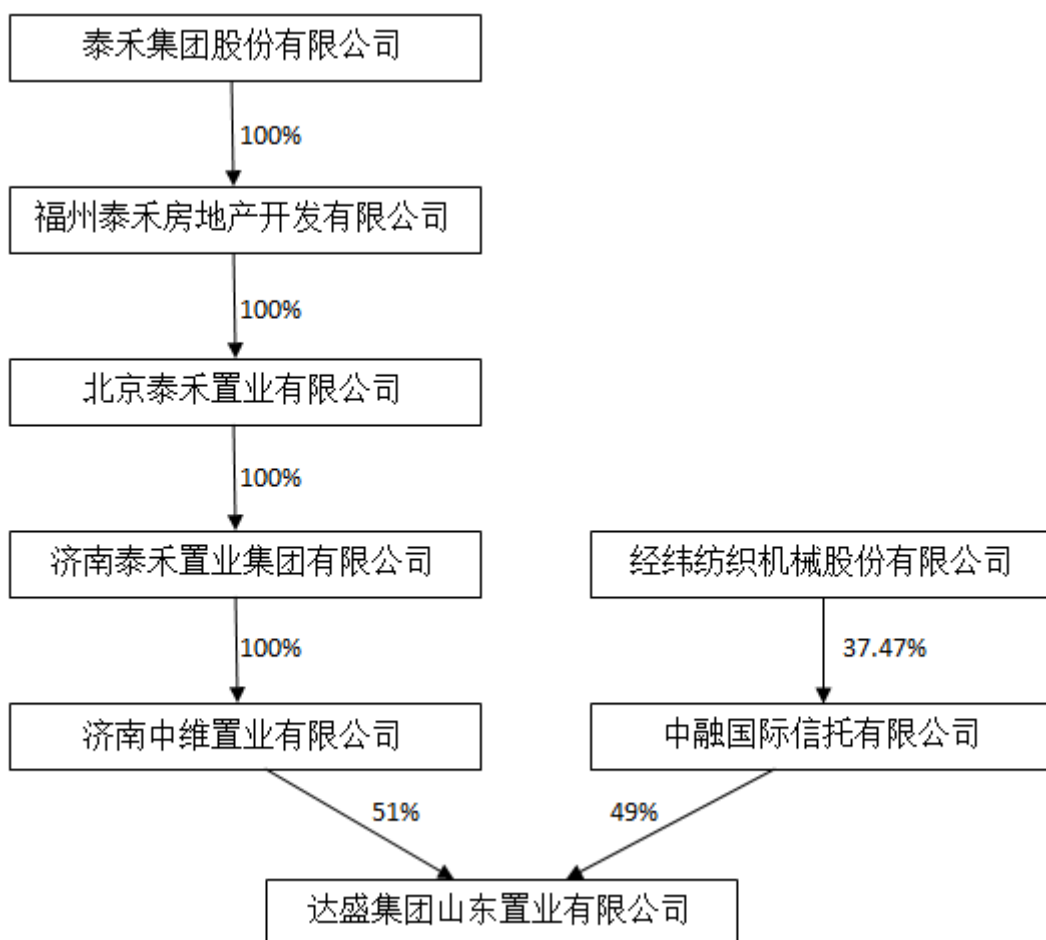 泰禾集团股份有限公司
100%
福州泰禾房地产开发有限公司
100%
北京泰禾置业有限公司
100%
济南泰禾置业集团有限公司
经纬纺织机械股份有限公司
100%
37.47%
济南中维置业有限公司
中融国际信托有限公司
51%
49%
达盛集团山东置业有限公司